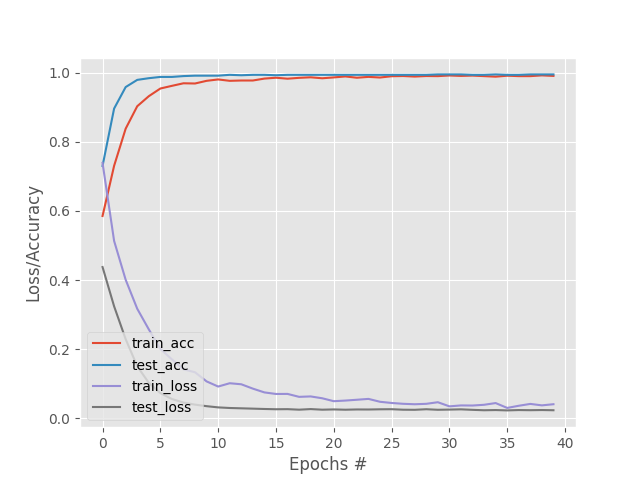 1.0
0.8
0.6
0.4
0.2
0.0
Loss/Accuracy
train_acc
test_acc
train_loss
test_loss
0 5 10 15 20 25 30 35 40
Epochs #